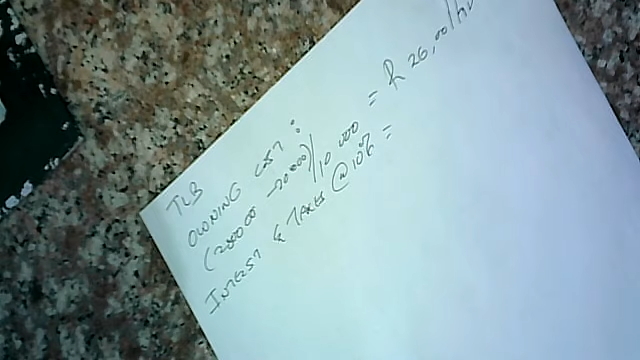 TLB
OWNING COST :
(280000 - 20000)/10 000 = R 26,00/hr
INTEREST & TAXES @ 10% =